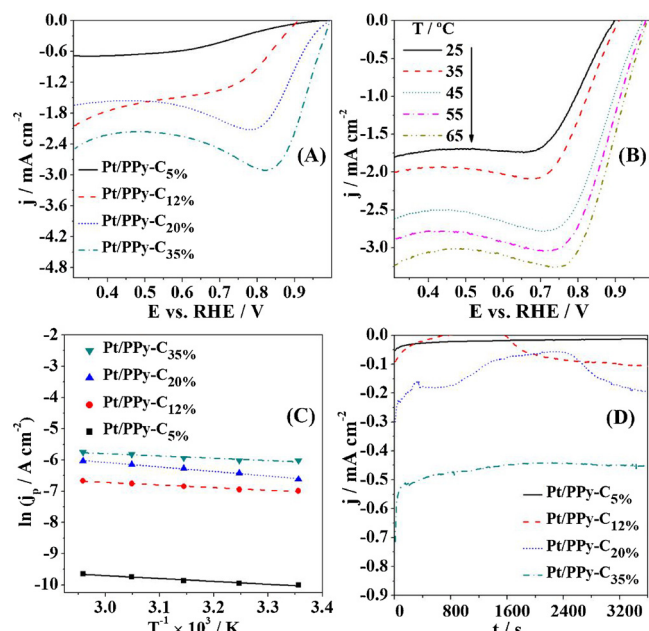 0.0
-0.6
-1.2
-1.8
-2.4
-3.0
-3.6
-4.2
-4.8
j / mA cm-2
(A)
Pt/PPy-C5%
Pt/PPy-C12%
Pt/PPy-C20%
Pt/PPy-C35%
0.4 0.5 0.6 0.7 0.8 0.9
E vs. RHE / V
0.0
-0.5
-1.0
-1.5
-2.0
-2.5
-3.0
j / mA cm-2
T / ºC
25
35
45
55
65
(B)
0.4 0.5 0.6 0.7 0.8 0.9
E vs. RHE / V
-2
-3
-4
-5
-6
-7
-8
-9
-10
ln (jp / A cm-2)
Pt/PPy-C35%
Pt/PPy-C20%
Pt/PPy-C12%
Pt/PPy-C5%
(C)
3.0 3.1 3.2 3.3 3.4
T-1 × 103 / K
0.0
-0.1
-0.2
-0.3
-0.4
-0.5
-0.6
-0.7
-0.8
-0.9
j / mA cm-2
(D)
Pt/PPy-C5%
Pt/PPy-C12%
Pt/PPy-C20%
Pt/PPy-C35%
0 800 1600 2400 3200
t / s